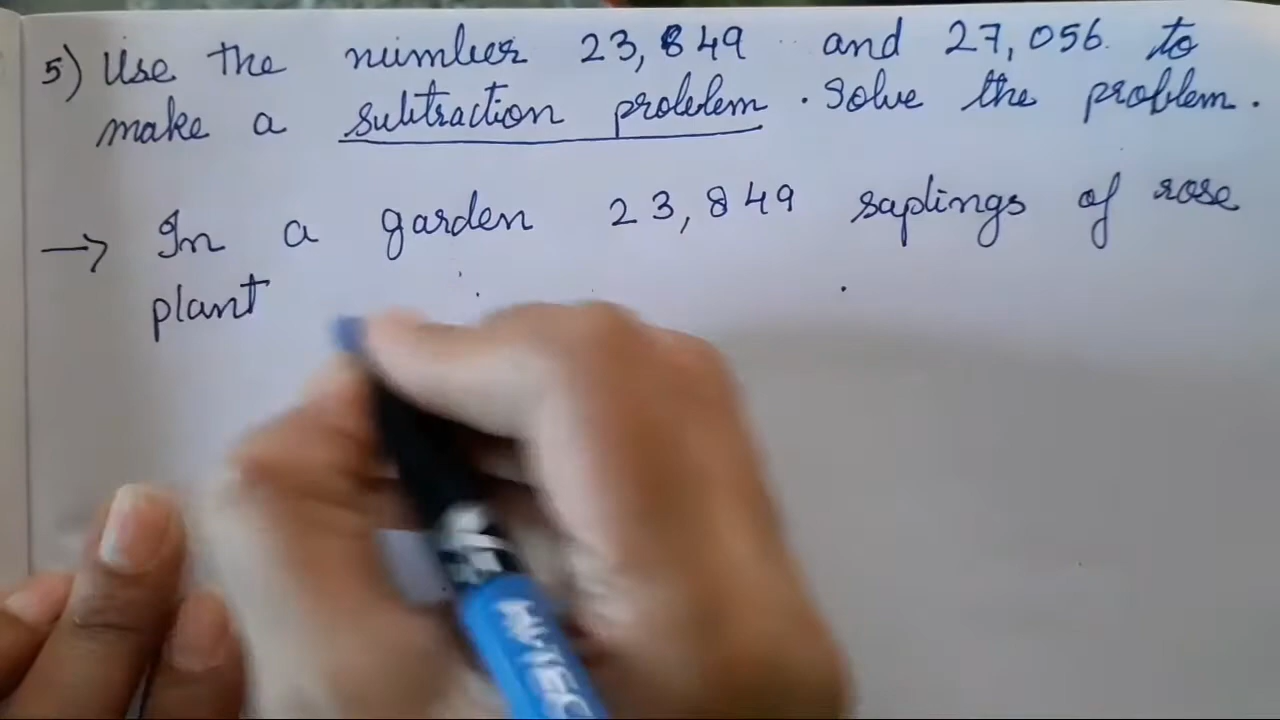 5) Use the number 23,849 and 27,056 to
make a subtraction problem. Solve the problem.
→ In a garden 23,849 saplings of rose
plant